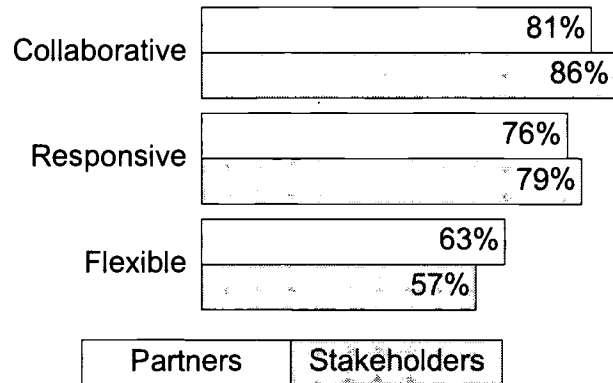 81%
Collaborative
86%
76%
Responsive
79%
63%
Flexible
57%
Partners Stakeholders